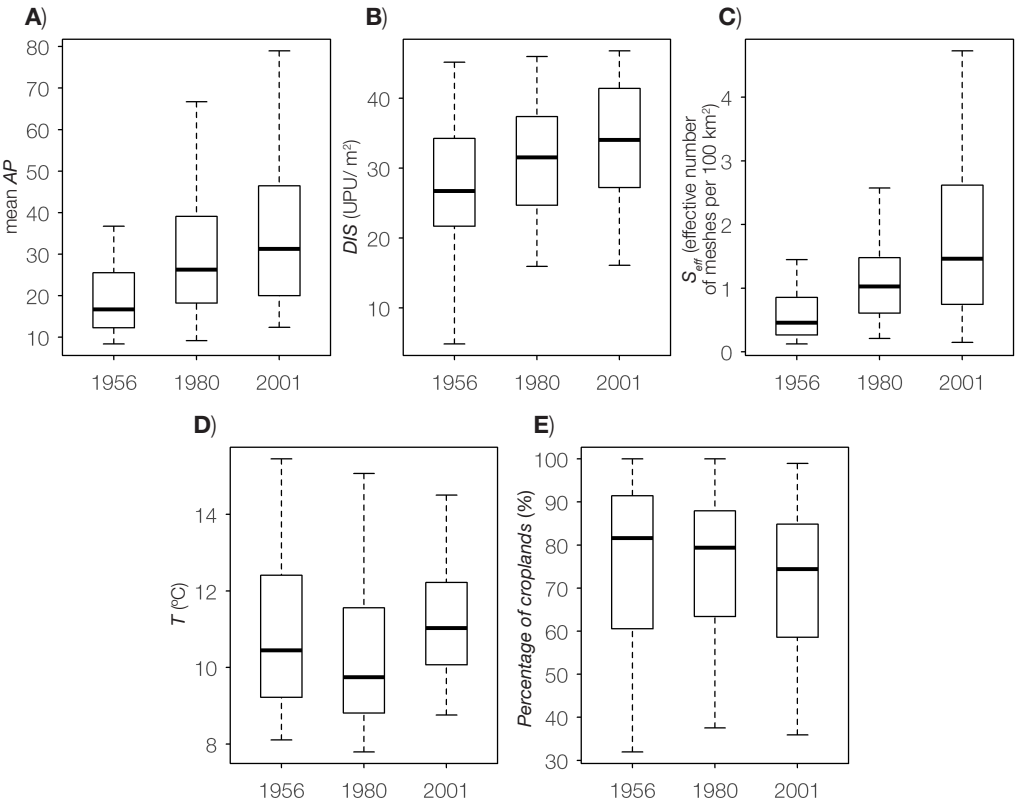 A)
80
70
60
50
40
30
20
10
mean AP
1956 1980 2001
B)
40
30
20
10
DIS (UPU/ m²)
1956 1980 2001
C)
4
3
2
1
0
S_eff (effective number
of meshes per 100 km²)
1956 1980 2001
D)
14
12
10
8
T (ºC)
1956 1980 2001
E)
100
90
80
70
60
50
40
30
Percentage of croplands (%)
1956 1980 2001